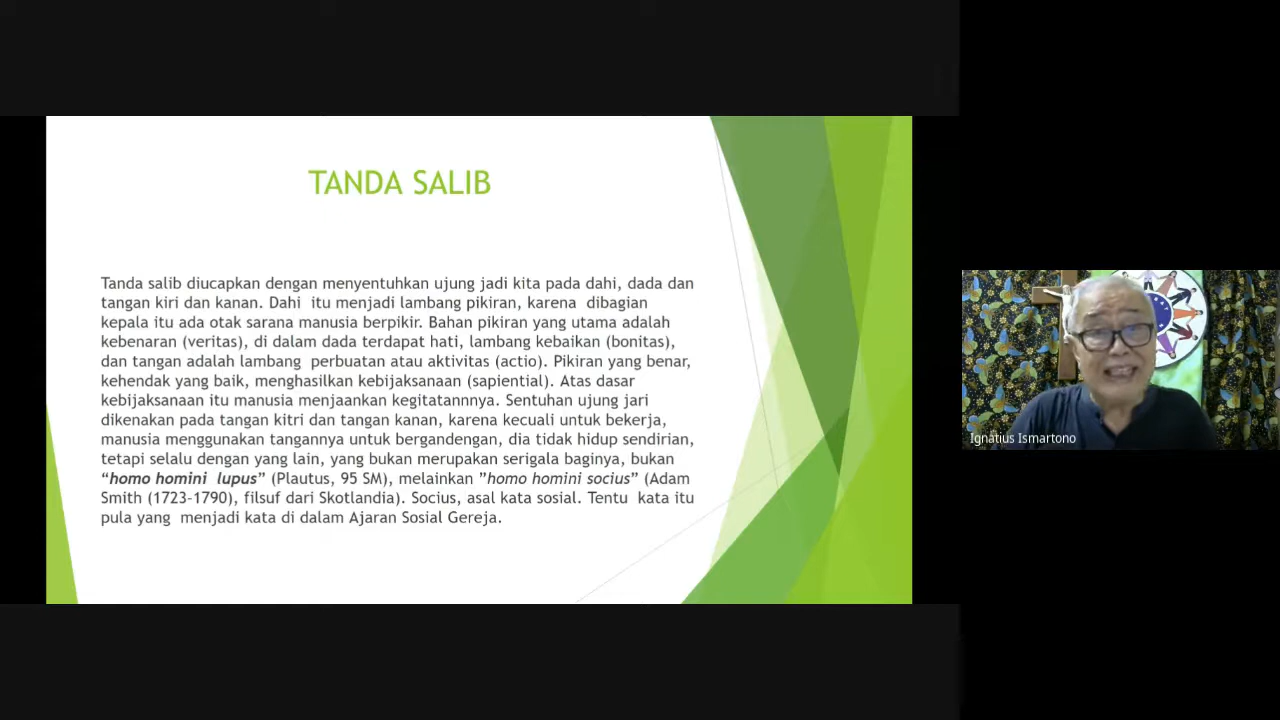 TANDA SALIB
Tanda salib diucapkan dengan menyentuhkan ujung jadi kita pada dahi, dada dan
tangan kiri dan kanan. Dahi itu menjadi lambang pikiran, karena dibagian
kepala itu ada otak sarana manusia berpikir. Bahan pikiran yang utama adalah
kebenaran (veritas), di dalam dada terdapat hati, lambang kebaikan (bonitas),
dan tangan adalah lambang perbuatan atau aktivitas (actio). Pikiran yang benar,
kehendak yang baik, menghasilkan kebijaksanaan (sapiential). Atas dasar
kebijaksanaan itu manusia menjaankan kegitatannnya. Sentuhan ujung jari
dikenakan pada tangan kitri dan tangan kanan, karena kecuali untuk bekerja,
manusia menggunakan tangannya untuk bergandengan, dia tidak hidup sendirian,
tetapi selalu dengan yang lain, yang bukan merupakan serigala baginya, bukan
“homo homini lupus” (Plautus, 95 SM), melainkan ”homo homini socius” (Adam
Smith (1723-1790), filsuf dari Skotlandia). Socius, asal kata sosial. Tentu kata itu
pula yang menjadi kata di dalam Ajaran Sosial Gereja.
Ignatius Ismartono